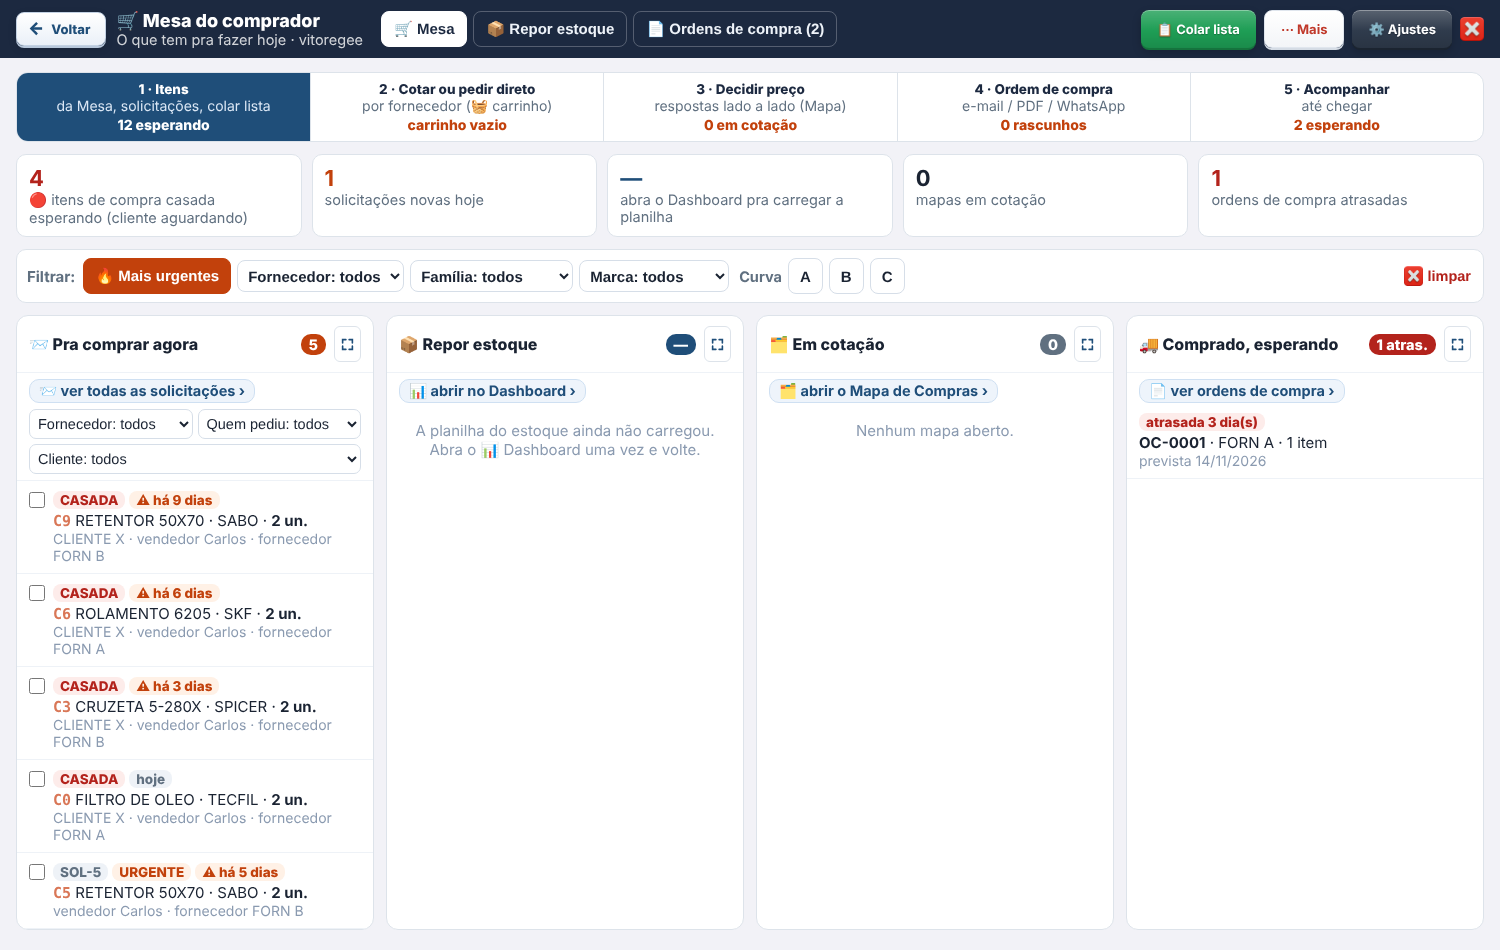 ← Voltar
🛒 Mesa do comprador
O que tem pra fazer hoje · vitoregee
🛒 Mesa
📦 Repor estoque
📄 Ordens de compra (2)
📋 Colar lista
··· Mais
⚙️ Ajustes
❌
1 · Itens
da Mesa, solicitações, colar lista
12 esperando
2 · Cotar ou pedir direto
por fornecedor (🧺 carrinho)
carrinho vazio
3 · Decidir preço
respostas lado a lado (Mapa)
0 em cotação
4 · Ordem de compra
e-mail / PDF / WhatsApp
0 rascunhos
5 · Acompanhar
até chegar
2 esperando
4
🔴 itens de compra casada
esperando (cliente aguardando)
1
solicitações novas hoje
—
abra o Dashboard pra carregar a
planilha
0
mapas em cotação
1
ordens de compra atrasadas
Filtrar:
🔥 Mais urgentes
Fornecedor: todos
Família: todos
Marca: todos
Curva
A
B
C
❌ limpar
📨 Pra comprar agora
5
📨 ver todas as solicitações ›
Fornecedor: todos
Quem pediu: todos
Cliente: todos
CASADA ⚠ há 9 dias
C9 RETENTOR 50X70 · SABO · 2 un.
CLIENTE X · vendedor Carlos · fornecedor
FORN B
CASADA ⚠ há 6 dias
C6 ROLAMENTO 6205 · SKF · 2 un.
CLIENTE X · vendedor Carlos · fornecedor
FORN A
CASADA ⚠ há 3 dias
C3 CRUZETA 5-280X · SPICER · 2 un.
CLIENTE X · vendedor Carlos · fornecedor
FORN B
CASADA hoje
C0 FILTRO DE OLEO · TECFIL · 2 un.
CLIENTE X · vendedor Carlos · fornecedor
FORN A
SOL-5 URGENTE ⚠ há 5 dias
C5 RETENTOR 50X70 · SABO · 2 un.
vendedor Carlos · fornecedor FORN B
📦 Repor estoque
—
📊 abrir no Dashboard ›
A planilha do estoque ainda não carregou.
Abra o 📊 Dashboard uma vez e volte.
🗂️ Em cotação
0
🗂️ abrir o Mapa de Compras ›
Nenhum mapa aberto.
🚚 Comprado, esperando
1 atras.
📄 ver ordens de compra ›
atrasada 3 dia(s)
OC-0001 · FORN A · 1 item
prevista 14/11/2026